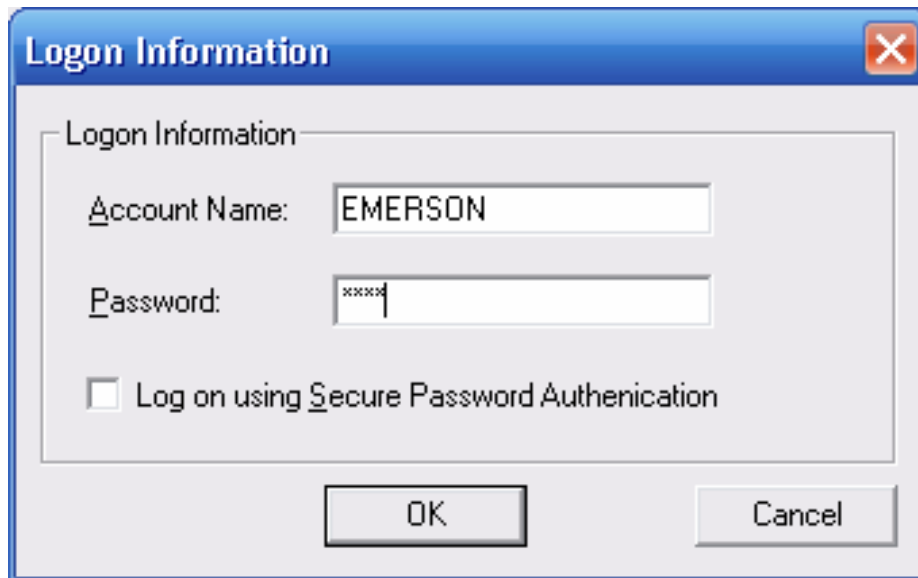 Logon Information
Logon Information
Account Name: EMERSON
Password: ****
Log on using Secure Password Authenication
OK Cancel